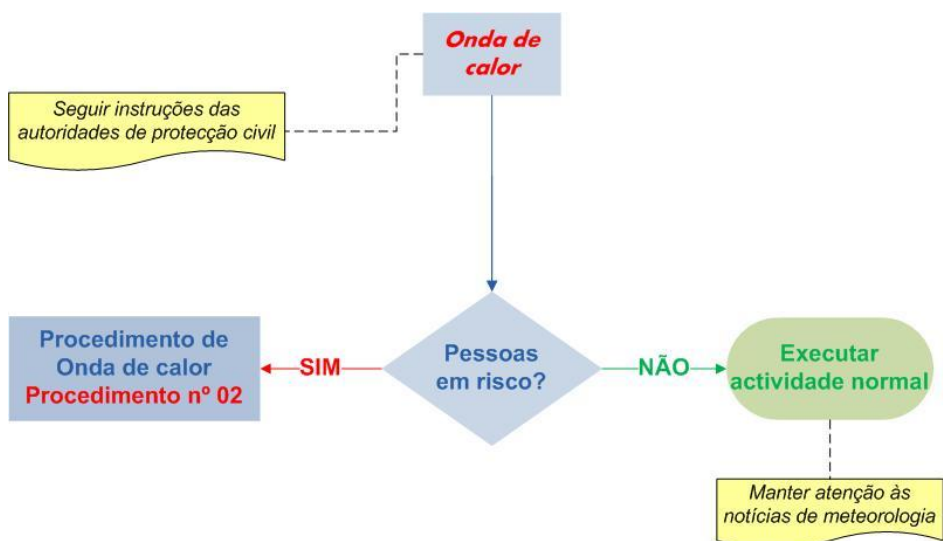 Onda de
calor
Seguir instruções das
autoridades de protecção civil
Procedimento de
Onda de calor
Procedimento nº 02
SIM
Pessoas
em risco?
NÃO
Executar
actividade normal
Manter atenção às
notícias de meteorologia